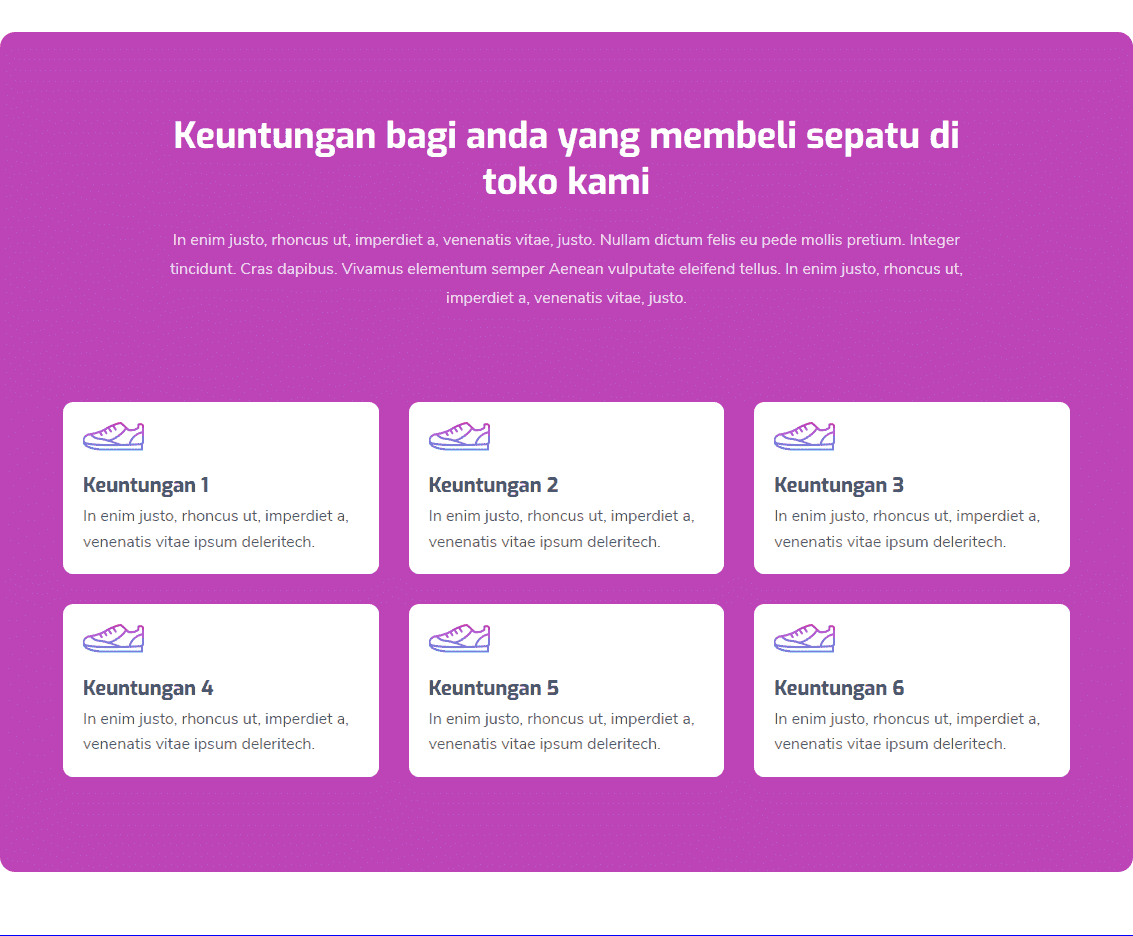 Keuntungan bagi anda yang membeli sepatu di
toko kami
In enim justo, rhoncus ut, imperdiet a, venenatis vitae, justo. Nullam dictum felis eu pede mollis pretium. Integer
tincidunt. Cras dapibus. Vivamus elementum semper Aenean vulputate eleifend tellus. In enim justo, rhoncus ut,
imperdiet a, venenatis vitae, justo.
Keuntungan 1
In enim justo, rhoncus ut, imperdiet a,
venenatis vitae ipsum deleritech.
Keuntungan 2
In enim justo, rhoncus ut, imperdiet a,
venenatis vitae ipsum deleritech.
Keuntungan 3
In enim justo, rhoncus ut, imperdiet a,
venenatis vitae ipsum deleritech.
Keuntungan 4
In enim justo, rhoncus ut, imperdiet a,
venenatis vitae ipsum deleritech.
Keuntungan 5
In enim justo, rhoncus ut, imperdiet a,
venenatis vitae ipsum deleritech.
Keuntungan 6
In enim justo, rhoncus ut, imperdiet a,
venenatis vitae ipsum deleritech.